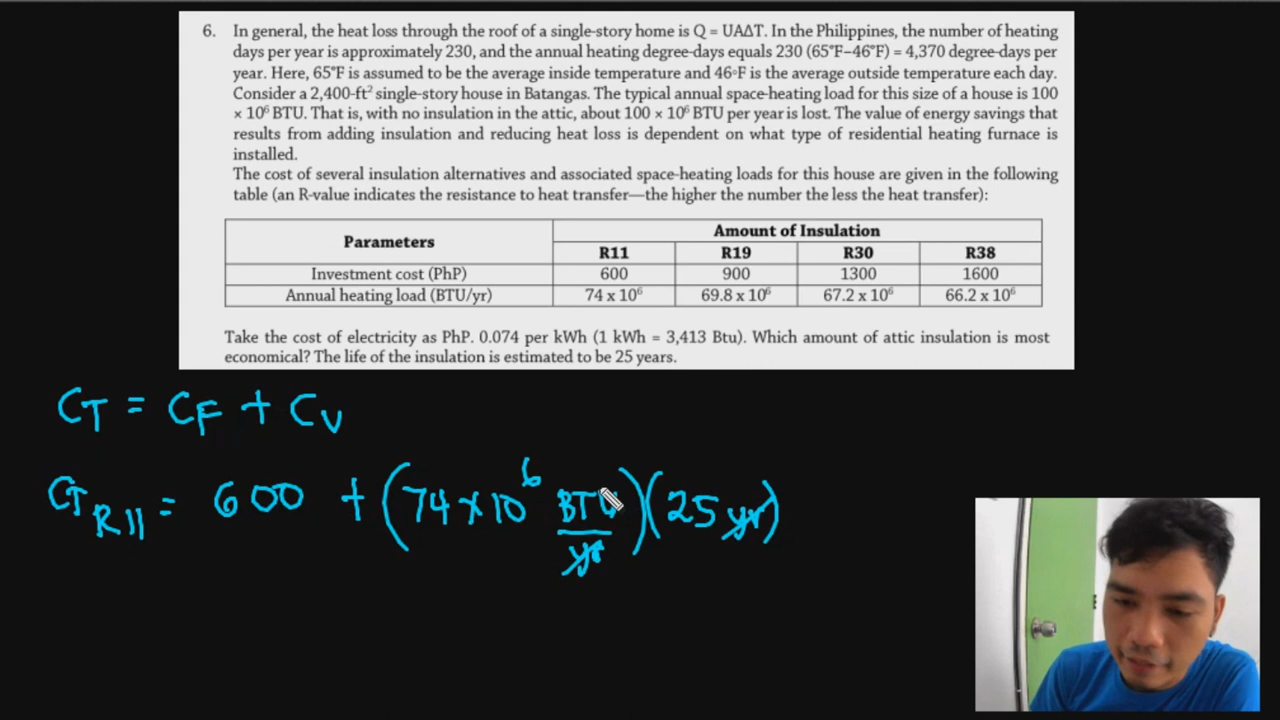 6. In general, the heat loss through the roof of a single-story home is Q = UAΔT. In the Philippines, the number of heating
days per year is approximately 230, and the annual heating degree-days equals 230 (65°F–46°F) = 4,370 degree-days per
year. Here, 65°F is assumed to be the average inside temperature and 46◦F is the average outside temperature each day.
Consider a 2,400-ft² single-story house in Batangas. The typical annual space-heating load for this size of a house is 100
× 10⁶ BTU. That is, with no insulation in the attic, about 100 × 10⁶ BTU per year is lost. The value of energy savings that
results from adding insulation and reducing heat loss is dependent on what type of residential heating furnace is
installed.
The cost of several insulation alternatives and associated space-heating loads for this house are given in the following
table (an R-value indicates the resistance to heat transfer—the higher the number the less the heat transfer):
Parameters Amount of Insulation
R11 R19 R30 R38
Investment cost (PhP) 600 900 1300 1600
Annual heating load (BTU/yr) 74 x 10⁶ 69.8 x 10⁶ 67.2 x 10⁶ 66.2 x 10⁶
Take the cost of electricity as PhP. 0.074 per kWh (1 kWh = 3,413 Btu). Which amount of attic insulation is most
economical? The life of the insulation is estimated to be 25 years.
CT = CF + CV
CT R11 = 600 + (74 x 10⁶ BTU/yr)(25 yr)